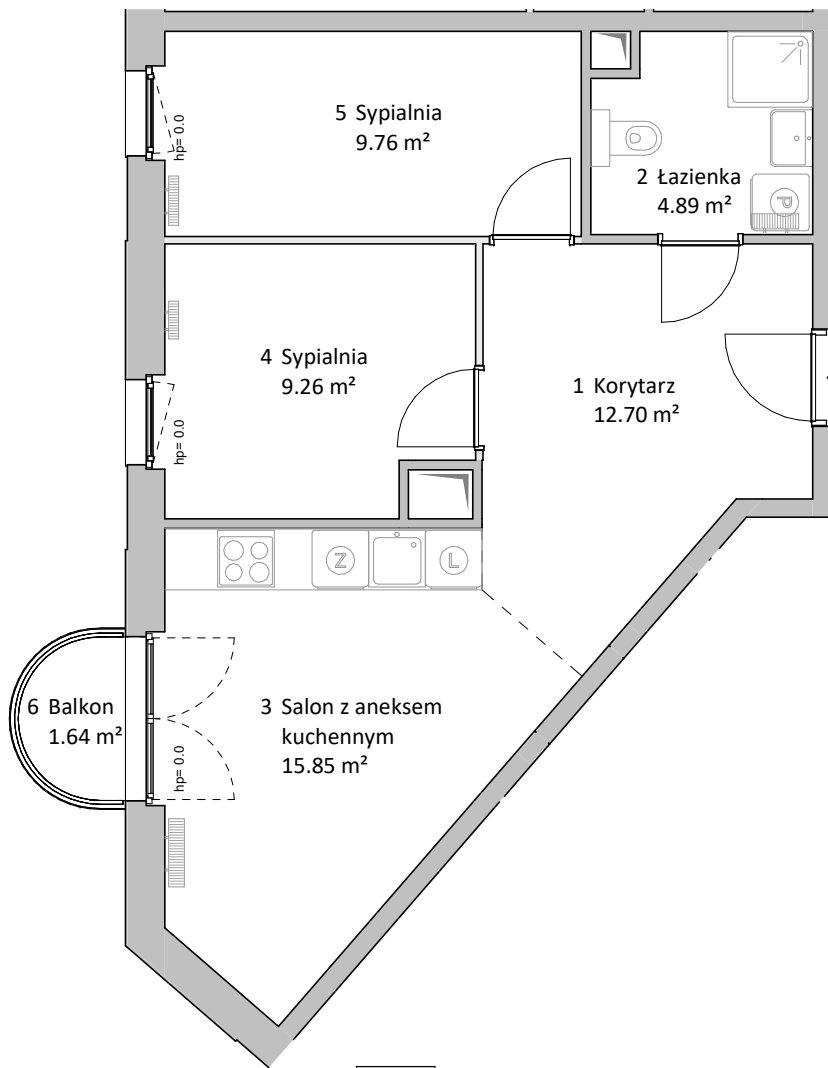 5 Sypialnia
9.76 m²
hp= 0.0
2 Łazienka
4.89 m²
P
4 Sypialnia
9.26 m²
hp= 0.0
1 Korytarz
12.70 m²
Z
L
6 Balkon
1.64 m²
3 Salon z aneksem
kuchennym
15.85 m²
hp= 0.0